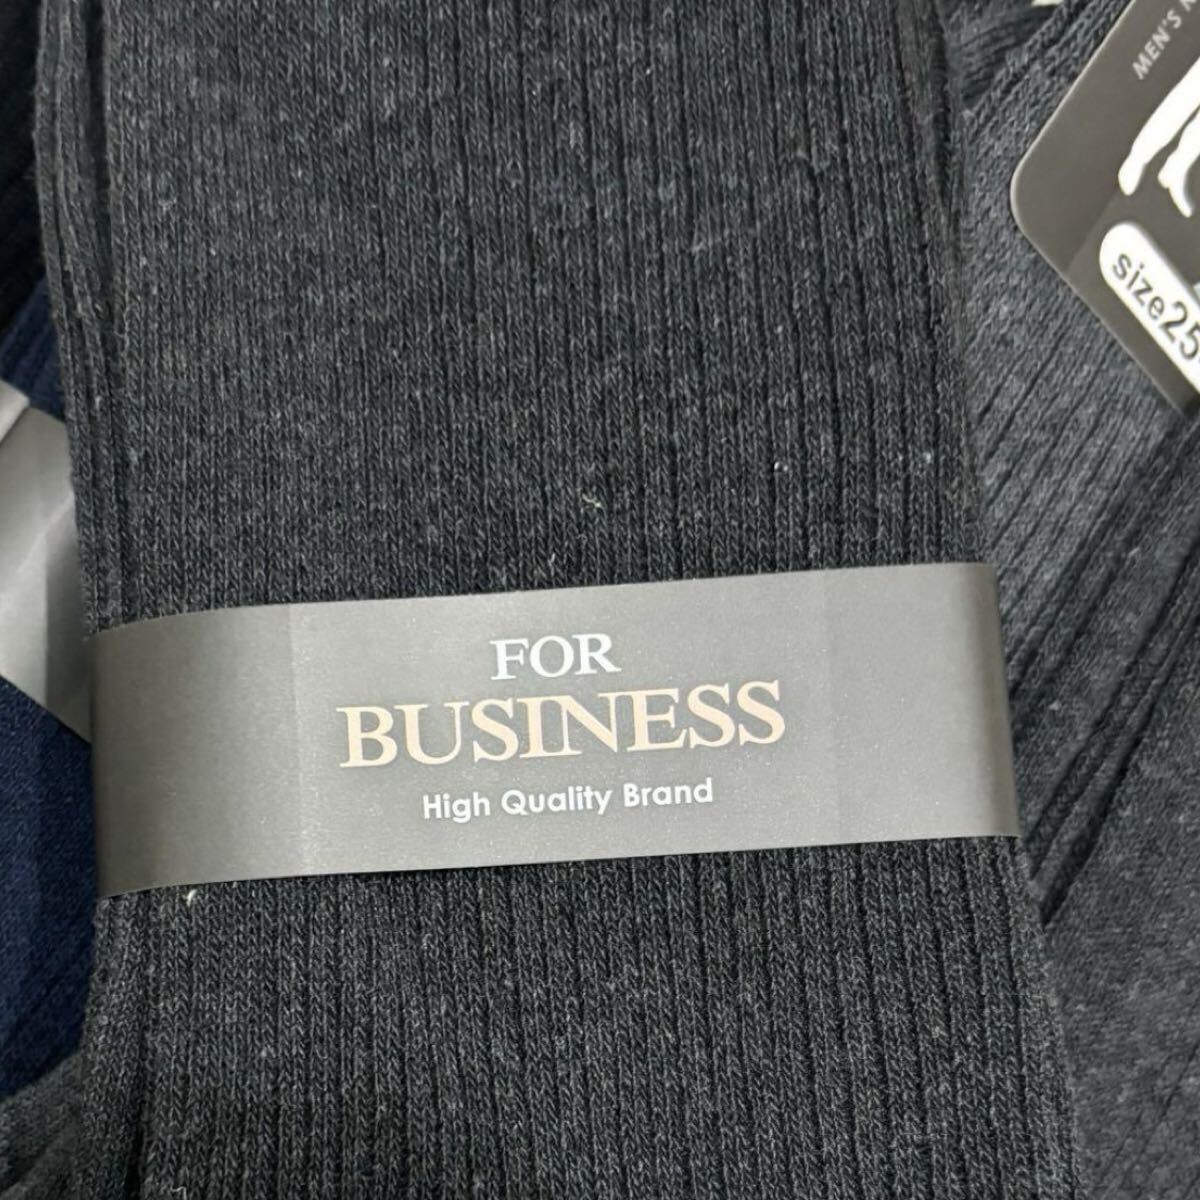 MEN'S
size25
FOR
BUSINESS
High Quality Brand